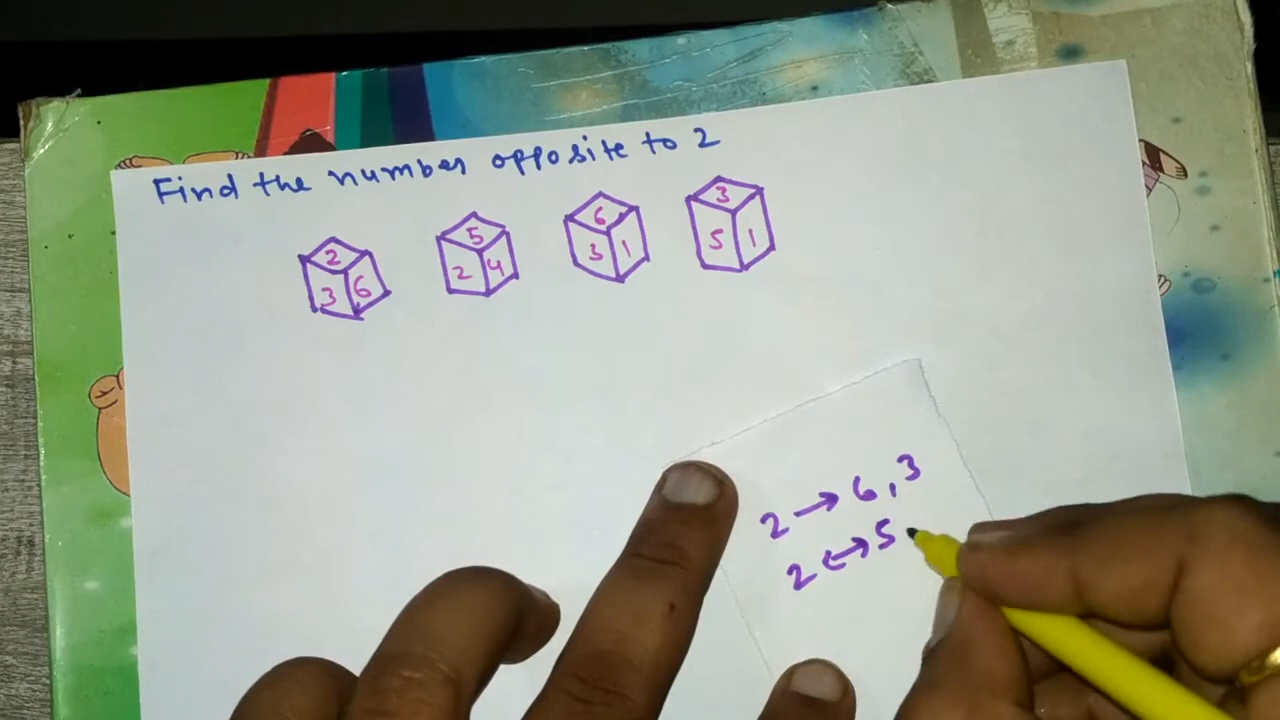 Find the number opposite to 2
2 3 6
5 2 4
6 3 1
3 5 1
2 → 6, 3
2 ↔ 5